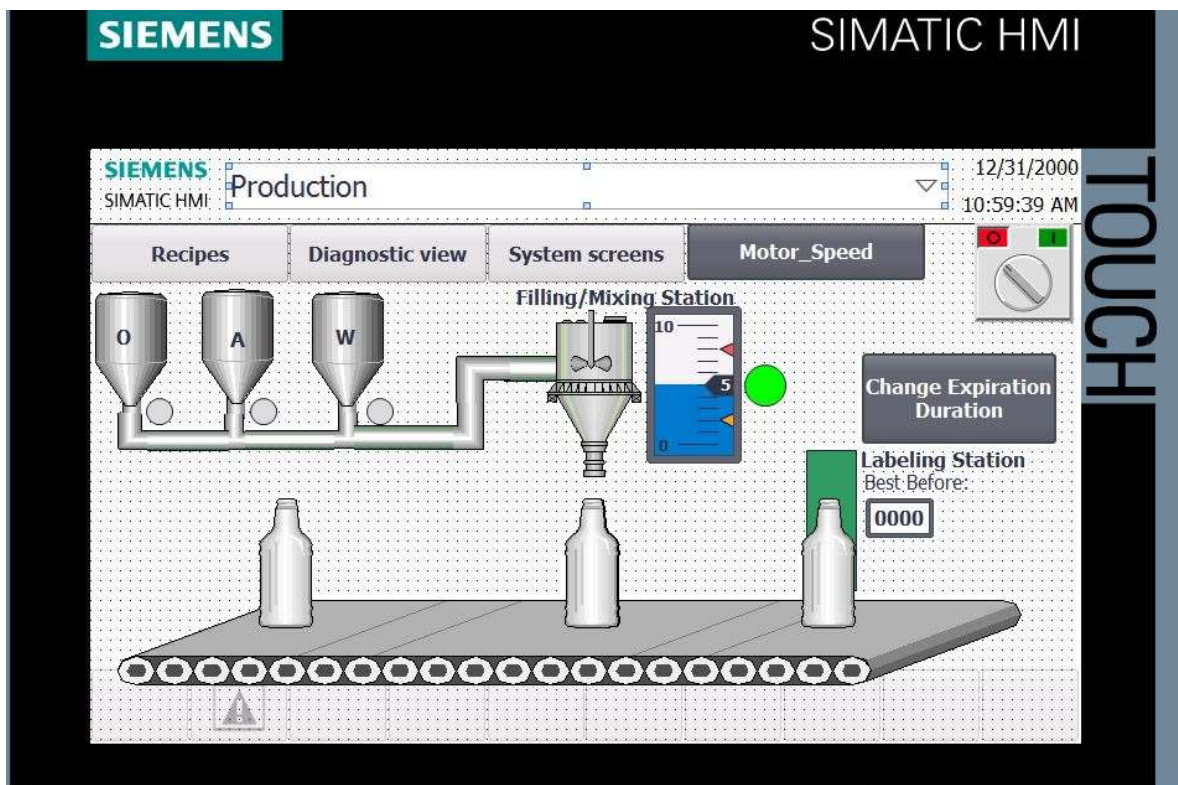 SIEMENS
SIMATIC HMI
TOUCH
SIEMENS
SIMATIC HMI
Production
12/31/2000
10:59:39 AM
Recipes
Diagnostic view
System screens
Motor_Speed
O
I
Filling/Mixing Station
O
A
W
10
5
0
Change Expiration
Duration
Labeling Station
Best Before:
0000